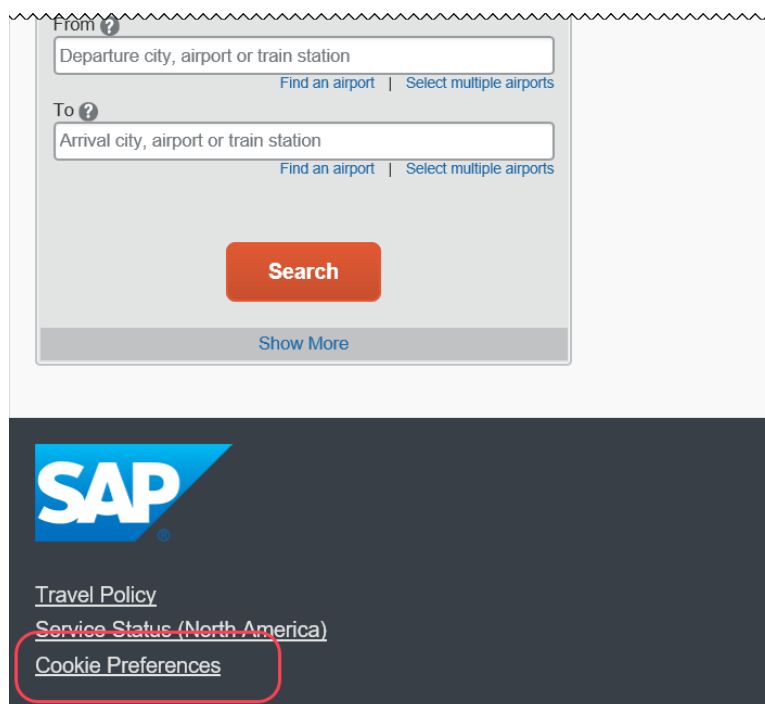 From ?
Departure city, airport or train station
Find an airport | Select multiple airports
To ?
Arrival city, airport or train station
Find an airport | Select multiple airports
Search
Show More
SAP®
Travel Policy
Service Status (North America)
Cookie Preferences